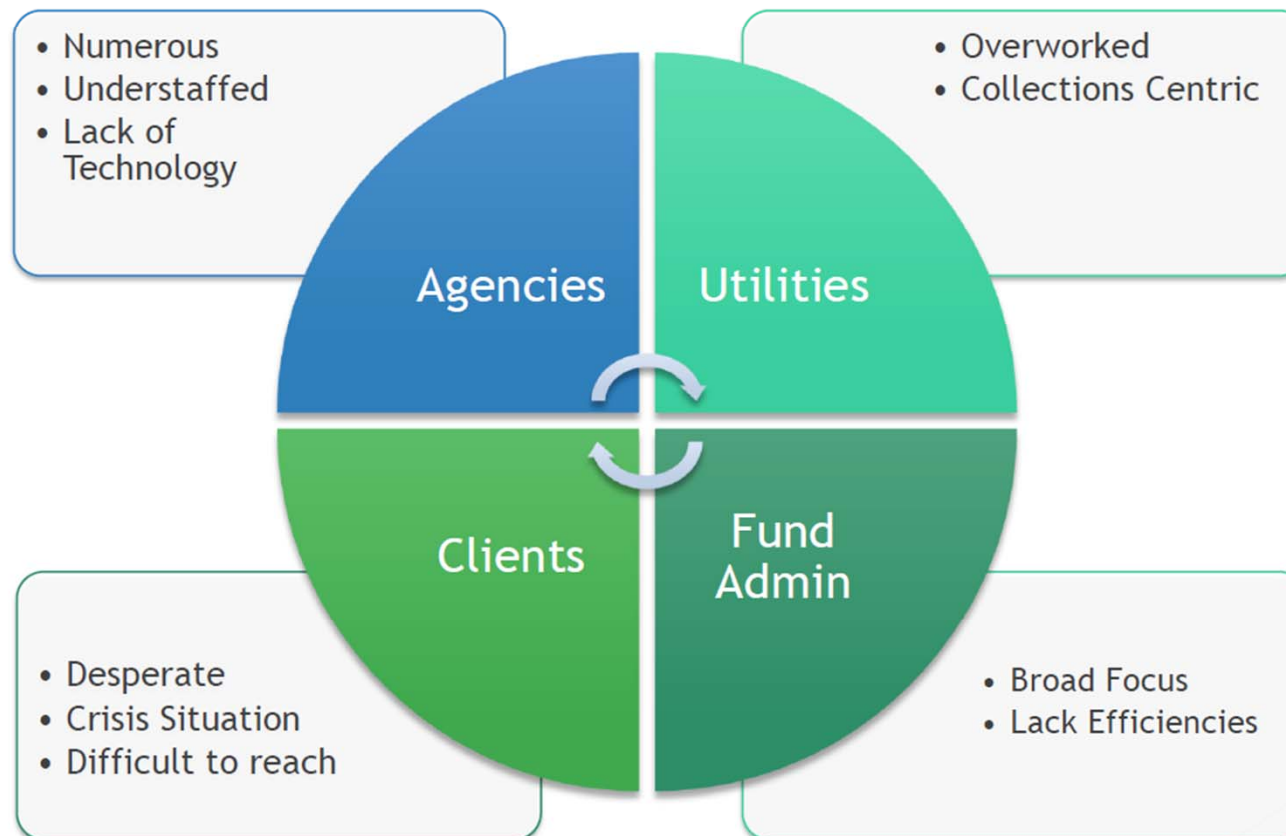 • Numerous
• Understaffed
• Lack of
Technology
• Overworked
• Collections Centric
Agencies
Utilities
Clients
Fund
Admin
• Desperate
• Crisis Situation
• Difficult to reach
• Broad Focus
• Lack Efficiencies